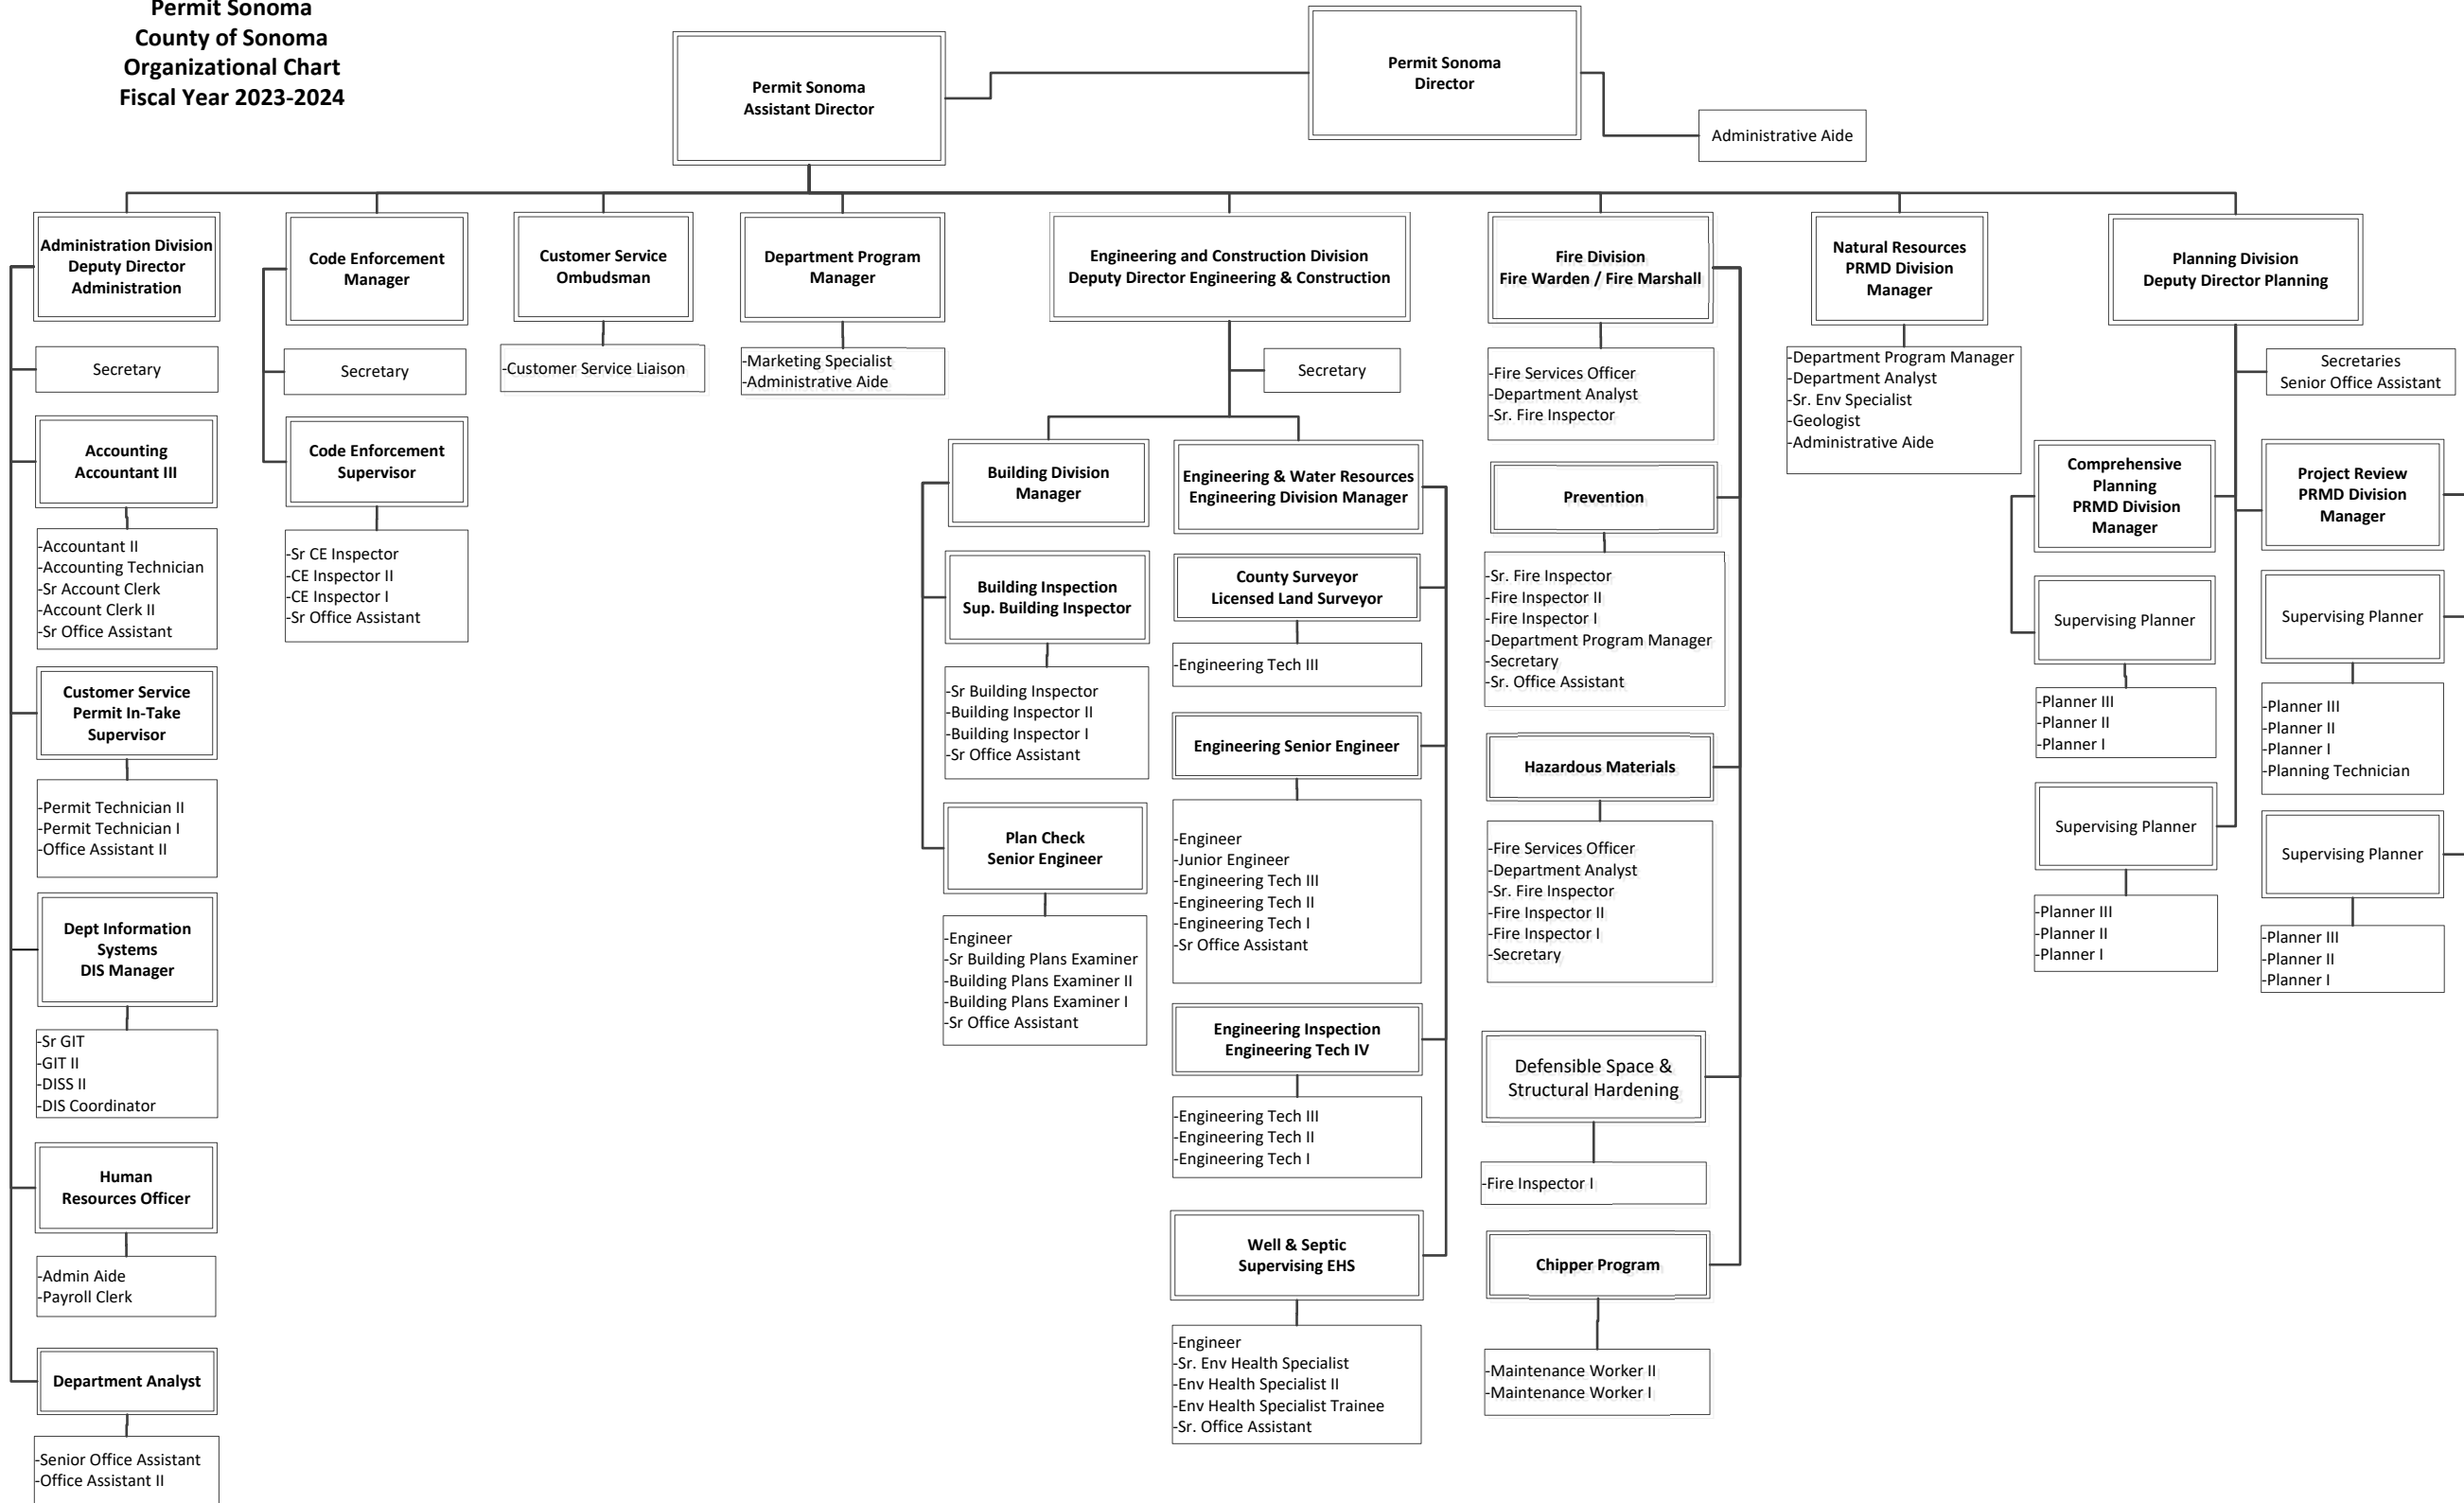 Permit Sonoma
County of Sonoma
Organizational Chart
Fiscal Year 2023-2024
Permit Sonoma
Assistant Director
Permit Sonoma
Director
Administrative Aide
Administration Division
Deputy Director
Administration
Secretary
Accounting
Accountant III
-Accountant II
-Accounting Technician
-Sr Account Clerk
-Account Clerk II
-Sr Office Assistant
Customer Service
Permit In-Take
Supervisor
-Permit Technician II
-Permit Technician I
-Office Assistant II
Dept Information
Systems
DIS Manager
-Sr GIT
-GIT II
-DISS II
-DIS Coordinator
Human
Resources Officer
-Admin Aide
-Payroll Clerk
Department Analyst
-Senior Office Assistant
-Office Assistant II
Code Enforcement
Manager
Secretary
Code Enforcement
Supervisor
-Sr CE Inspector
-CE Inspector II
-CE Inspector I
-Sr Office Assistant
Customer Service
Ombudsman
-Customer Service Liaison
Department Program
Manager
-Marketing Specialist
-Administrative Aide
Engineering and Construction Division
Deputy Director Engineering & Construction
Secretary
Building Division
Manager
Building Inspection
Sup. Building Inspector
-Sr Building Inspector
-Building Inspector II
-Building Inspector I
-Sr Office Assistant
Plan Check
Senior Engineer
-Engineer
-Sr Building Plans Examiner
-Building Plans Examiner II
-Building Plans Examiner I
-Sr Office Assistant
Engineering & Water Resources
Engineering Division Manager
County Surveyor
Licensed Land Surveyor
-Engineering Tech III
Engineering Senior Engineer
-Engineer
-Junior Engineer
-Engineering Tech III
-Engineering Tech II
-Engineering Tech I
-Sr Office Assistant
Engineering Inspection
Engineering Tech IV
-Engineering Tech III
-Engineering Tech II
-Engineering Tech I
Well & Septic
Supervising EHS
-Engineer
-Sr. Env Health Specialist
-Env Health Specialist II
-Env Health Specialist Trainee
-Sr. Office Assistant
Fire Division
Fire Warden / Fire Marshall
-Fire Services Officer
-Department Analyst
-Sr. Fire Inspector
Prevention
-Sr. Fire Inspector
-Fire Inspector II
-Fire Inspector I
-Department Program Manager
-Secretary
-Sr. Office Assistant
Hazardous Materials
-Fire Services Officer
-Department Analyst
-Sr. Fire Inspector
-Fire Inspector II
-Fire Inspector I
-Secretary
Defensible Space &
Structural Hardening
-Fire Inspector I
Chipper Program
-Maintenance Worker II
-Maintenance Worker I
Natural Resources
PRMD Division
Manager
-Department Program Manager
-Department Analyst
-Sr. Env Specialist
-Geologist
-Administrative Aide
Planning Division
Deputy Director Planning
Secretaries
Senior Office Assistant
Comprehensive
Planning
PRMD Division
Manager
Supervising Planner
-Planner III
-Planner II
-Planner I
Supervising Planner
-Planner III
-Planner II
-Planner I
Project Review
PRMD Division
Manager
Supervising Planner
-Planner III
-Planner II
-Planner I
-Planning Technician
Supervising Planner
-Planner III
-Planner II
-Planner I